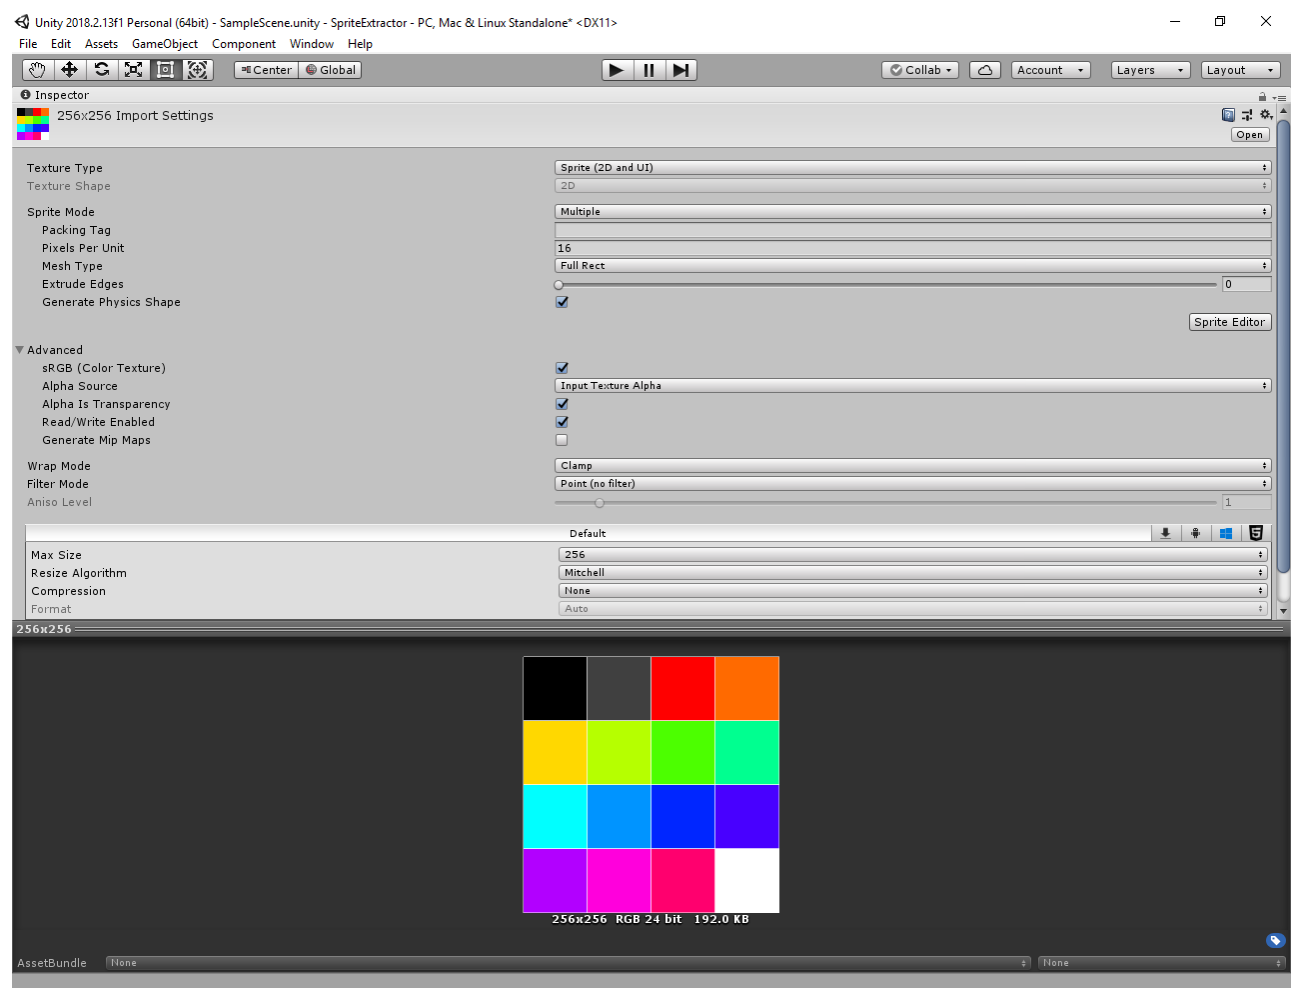 Unity 2018.2.13f1 Personal (64bit) - SampleScene.unity - SpriteExtractor - PC, Mac & Linux Standalone* <DX11>
File Edit Assets GameObject Component Window Help
Center Global Collab Account Layers Layout
Inspector
256x256 Import Settings
Open
Texture Type Sprite (2D and UI)
Texture Shape 2D
Sprite Mode Multiple
Packing Tag
Pixels Per Unit 16
Mesh Type Full Rect
Extrude Edges 0
Generate Physics Shape
Sprite Editor
Advanced
sRGB (Color Texture)
Alpha Source Input Texture Alpha
Alpha Is Transparency
Read/Write Enabled
Generate Mip Maps
Wrap Mode Clamp
Filter Mode Point (no filter)
Aniso Level 1
Default
Max Size 256
Resize Algorithm Mitchell
Compression None
Format Auto
256x256
256x256 RGB 24 bit 192.0 KB
AssetBundle None None